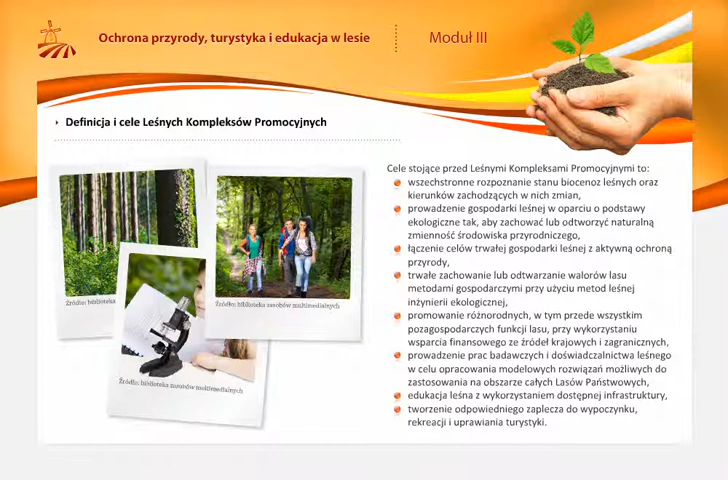 Ochrona przyrody, turystyka i edukacja w lesie
Moduł III
Definicja i cele Leśnych Kompleksów Promocyjnych
Cele stojące przed Leśnymi Kompleksami Promocyjnymi to:
wszechstronne rozpoznanie stanu biocenoz leśnych oraz
kierunków zachodzących w nich zmian,
prowadzenie gospodarki leśnej w oparciu o podstawy
ekologiczne tak, aby zachować lub odtworzyć naturalną
zmienność środowiska przyrodniczego,
łączenie celów trwałej gospodarki leśnej z aktywną ochroną
przyrody,
trwałe zachowanie lub odtwarzanie walorów lasu
metodami gospodarczymi przy użyciu metod leśnej
inżynierii ekologicznej,
promowanie różnorodnych, w tym przede wszystkim
pozagospodarczych funkcji lasu, przy wykorzystaniu
wsparcia finansowego ze źródeł krajowych i zagranicznych,
prowadzenie prac badawczych i doświadczalnictwa leśnego
w celu opracowania modelowych rozwiązań możliwych do
zastosowania na obszarze całych Lasów Państwowych,
edukacja leśna z wykorzystaniem dostępnej infrastruktury,
tworzenie odpowiedniego zaplecza do wypoczynku,
rekreacji i uprawiania turystyki.
Źródło: biblioteka
Źródło: biblioteka zasobów multimedialnych
Źródło: biblioteka zasobów multimedialnych